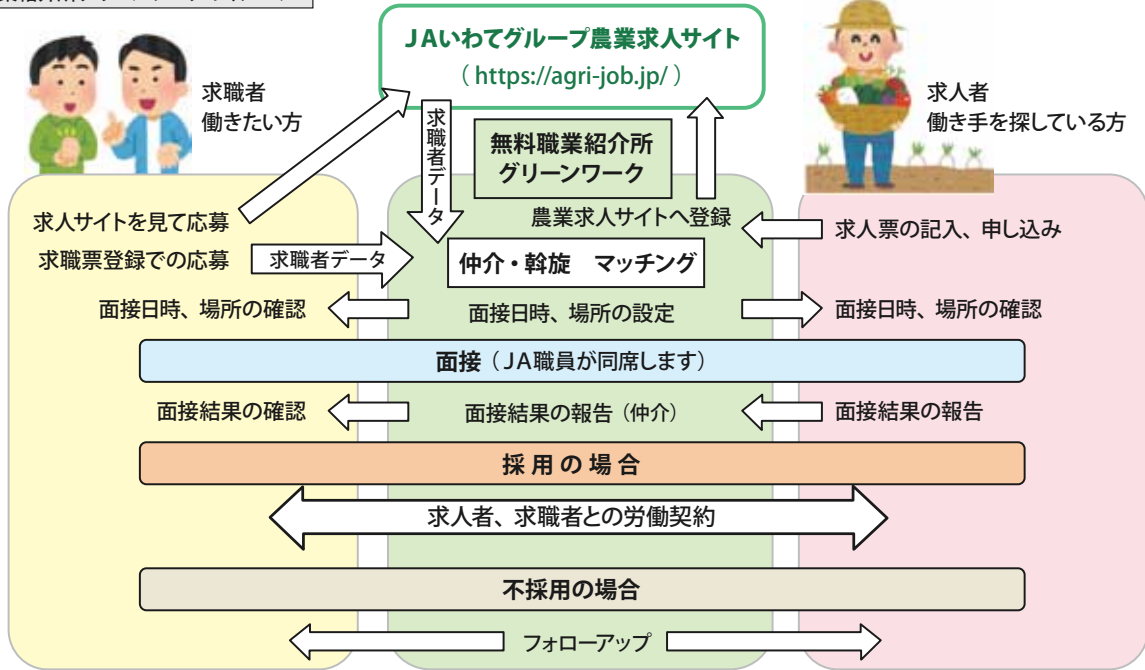 JAいわてグループ農業求人サイト
（ https://agri-job.jp/ ）
求職者
働きたい方
求人者
働き手を探している方
求職者データ
無料職業紹介所
グリーンワーク
求人サイトを見て応募
農業求人サイトへ登録
求人票の記入、申し込み
求職票登録での応募
求職者データ
仲介・斡旋　マッチング
面接日時、場所の確認
面接日時、場所の設定
面接日時、場所の確認
面接（JA職員が同席します）
面接結果の確認
面接結果の報告（仲介）
面接結果の報告
採用の場合
求人者、求職者との労働契約
不採用の場合
フォローアップ